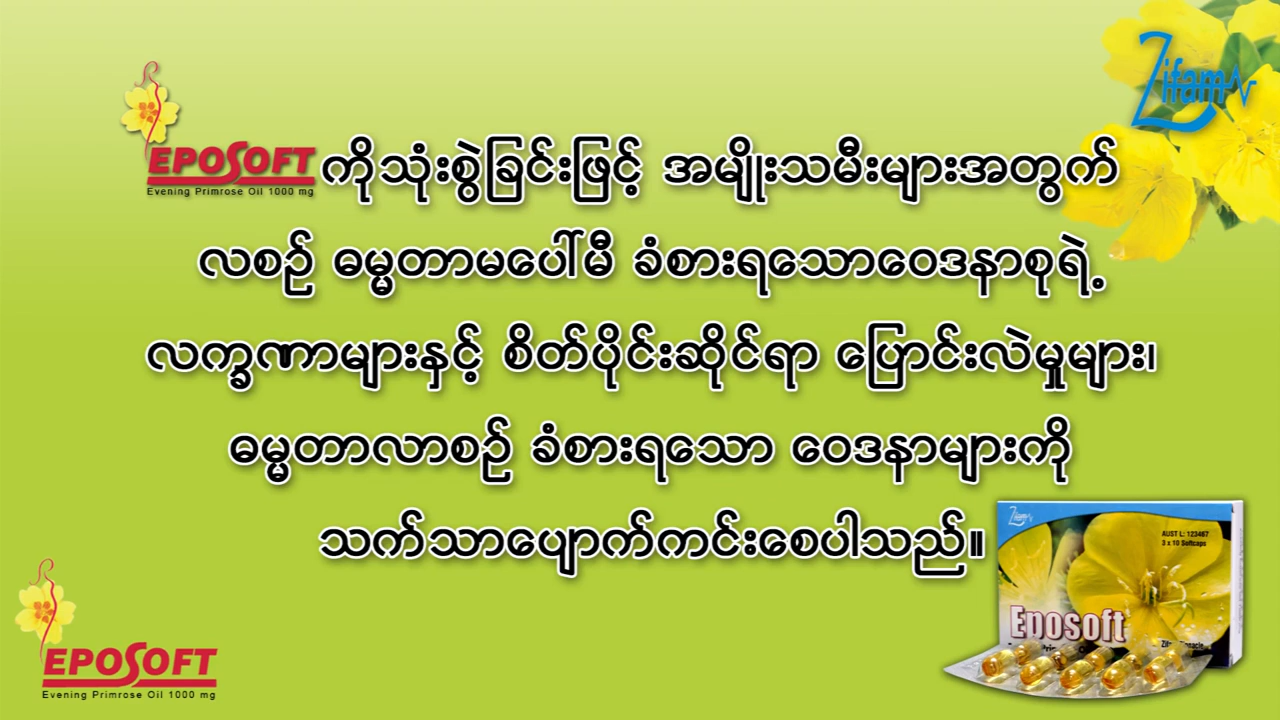 Zifam
EPOSOFT ကိုသုံးစွဲခြင်းဖြင့် အမျိုးသမီးများအတွက်
Evening Primrose Oil 1000 mg
လစဉ် ဓမ္မတာမပေါ်မီ ခံစားရသောဝေဒနာစုရဲ့
လက္ခဏာများနှင့် စိတ်ပိုင်းဆိုင်ရာ ပြောင်းလဲမှုများ၊
ဓမ္မတာလာစဉ် ခံစားရသော ဝေဒနာများကို
သက်သာပျောက်ကင်းစေပါသည်။
Zifam
AUST L: 123467
3 x 10 Softcaps
Eposoft
EPOSOFT
Evening Primrose Oil 1000 mg